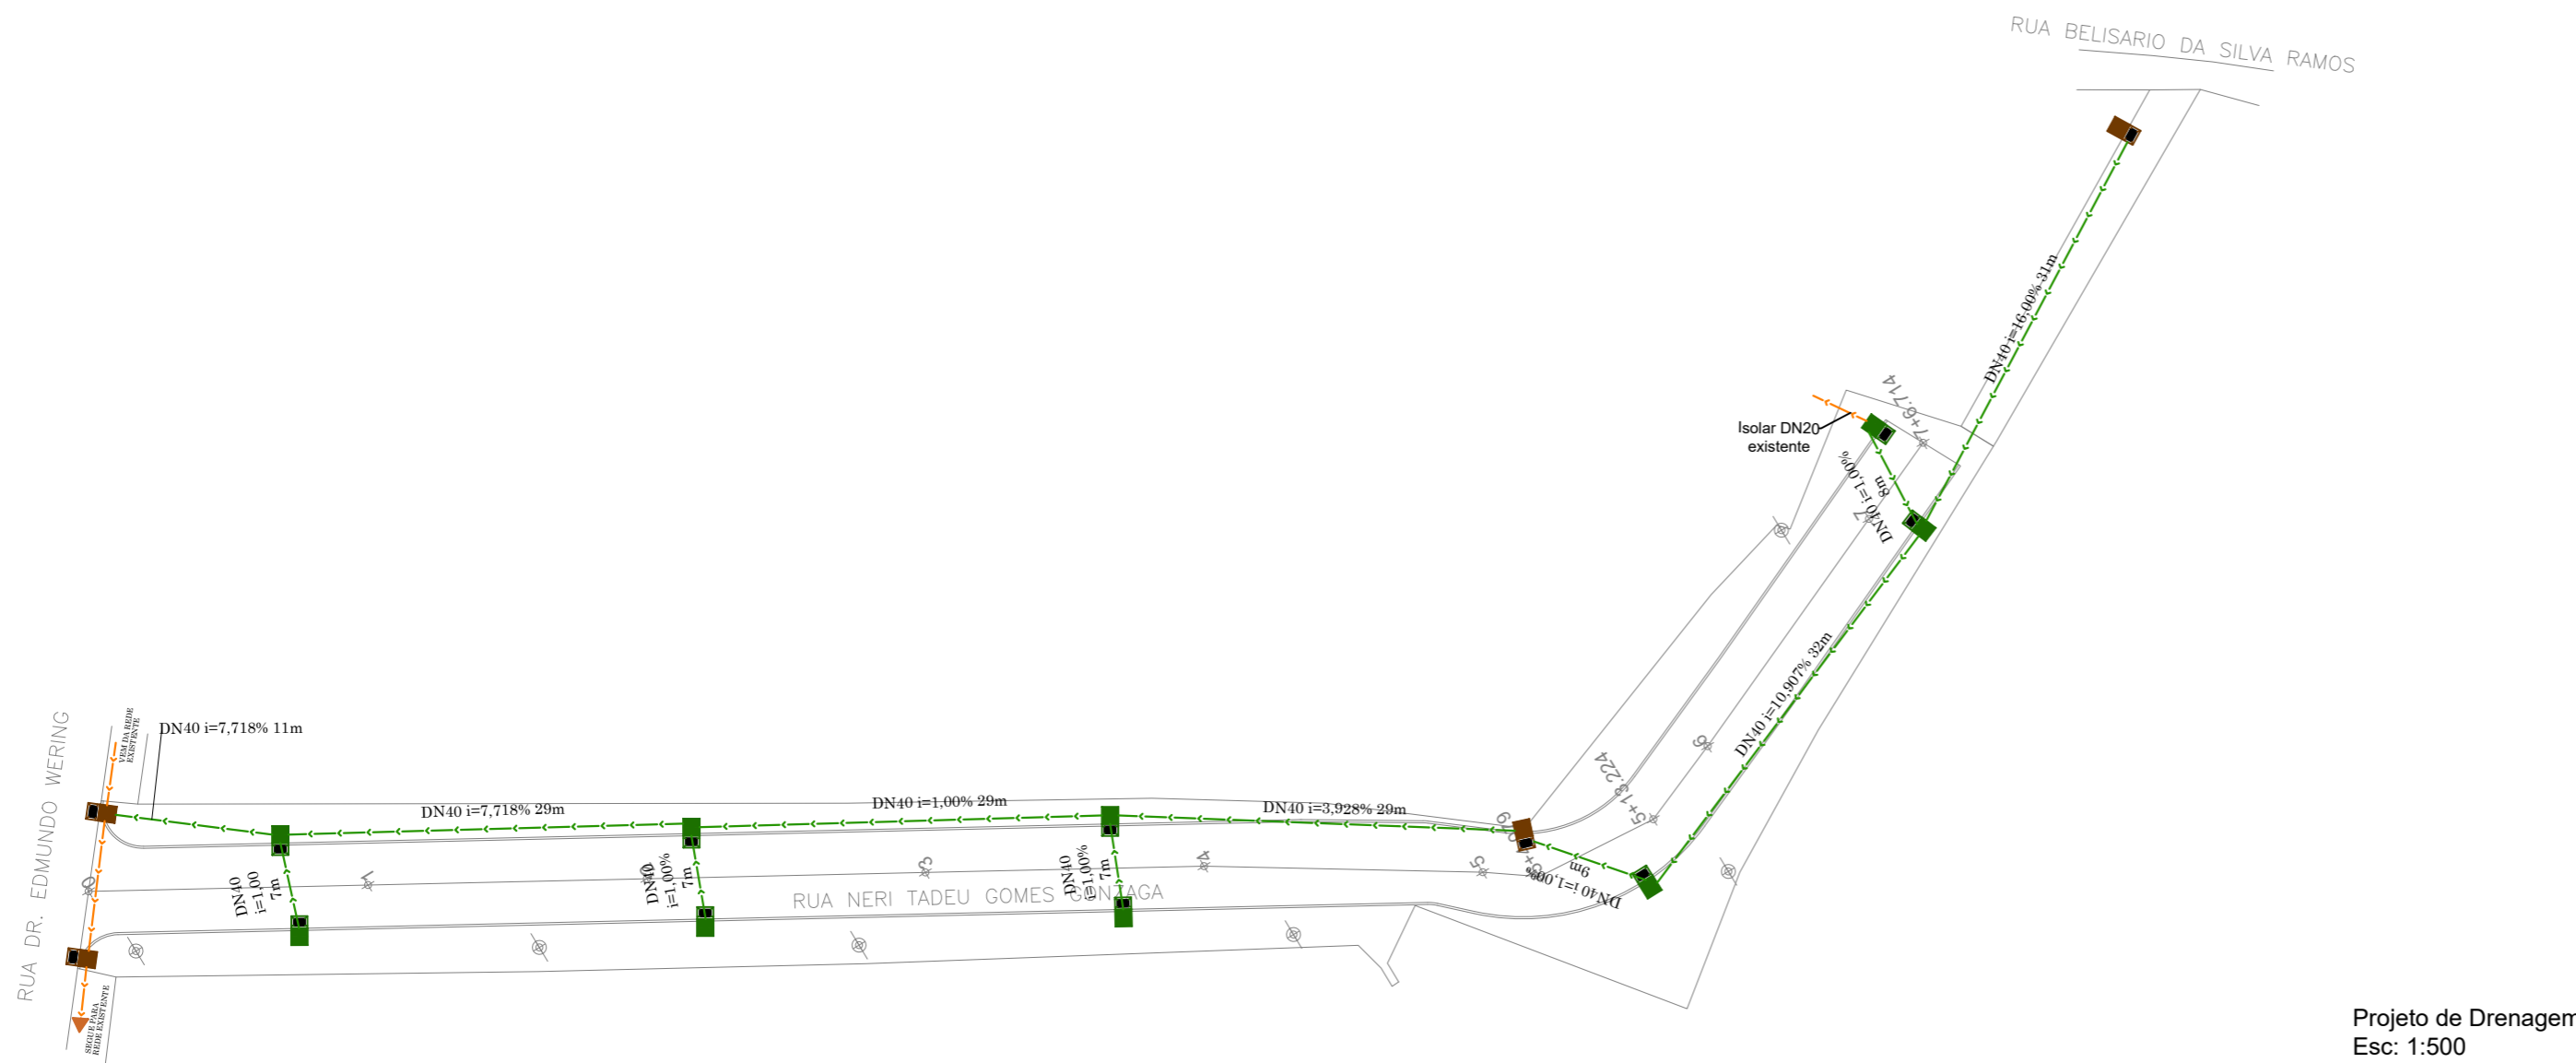 RUA BELISARIO DA SILVA RAMOS
DN40 i=16,00% 31m
7+6.714
Isolar DN20
existente
DN40 i=1,00%
8m
7
DN40 i=10,907% 32m
6
5+13.224
DN40 i=1,00%
9m
5
DN40 i=3,928% 29m
4
DN40
i=1,00%
7m
3
DN40 i=1,00% 29m
RUA NERI TADEU GOMES GONZAGA
DN40
i=1,00%
7m
DN40 i=7,718% 29m
1
DN40
i=1,00
7m
DN40 i=7,718% 11m
VEM DA REDE
EXISTENTE
0
RUA DR. EDMUNDO WERING
SEGUE PARA
REDE EXISTENTE
Projeto de Drenagem
Esc: 1:500